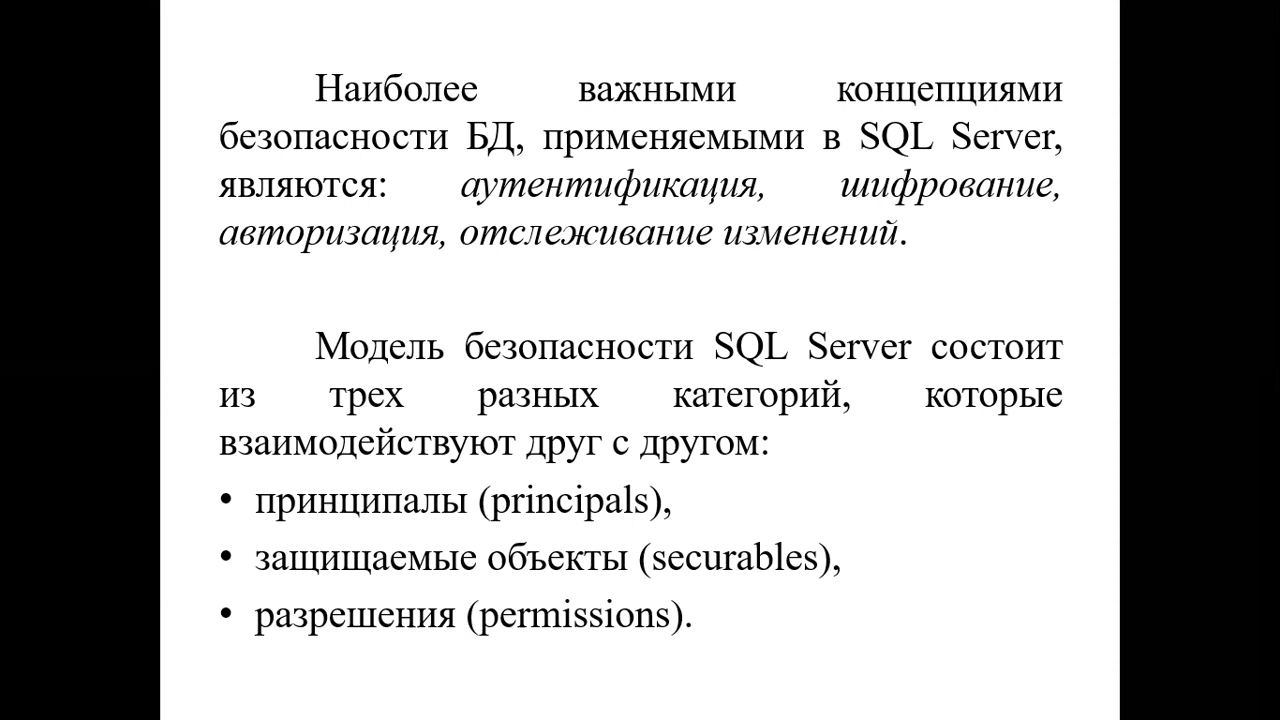 Наиболее важными концепциями
безопасности БД, применяемыми в SQL Server,
являются: аутентификация, шифрование,
авторизация, отслеживание изменений.
Модель безопасности SQL Server состоит
из трех разных категорий, которые
взаимодействуют друг с другом:
• принципалы (principals),
• защищаемые объекты (securables),
• разрешения (permissions).